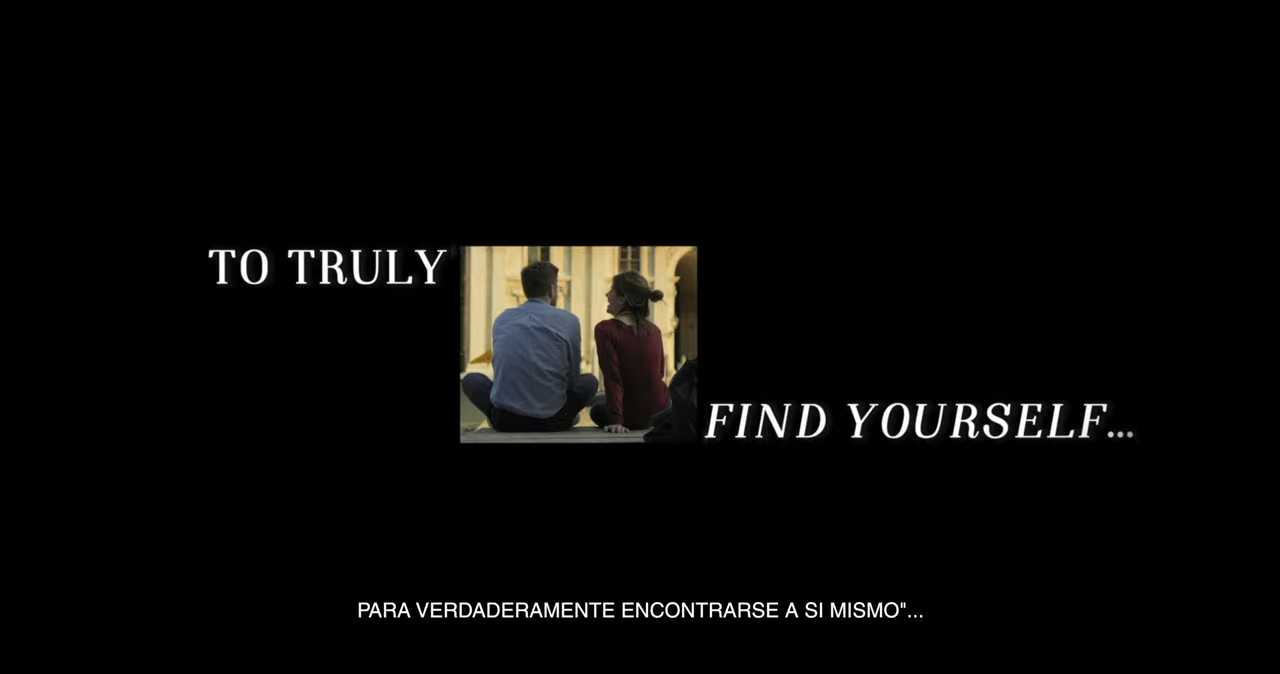 TO TRULY
FIND YOURSELF...
PARA VERDADERAMENTE ENCONTRARSE A SI MISMO"...